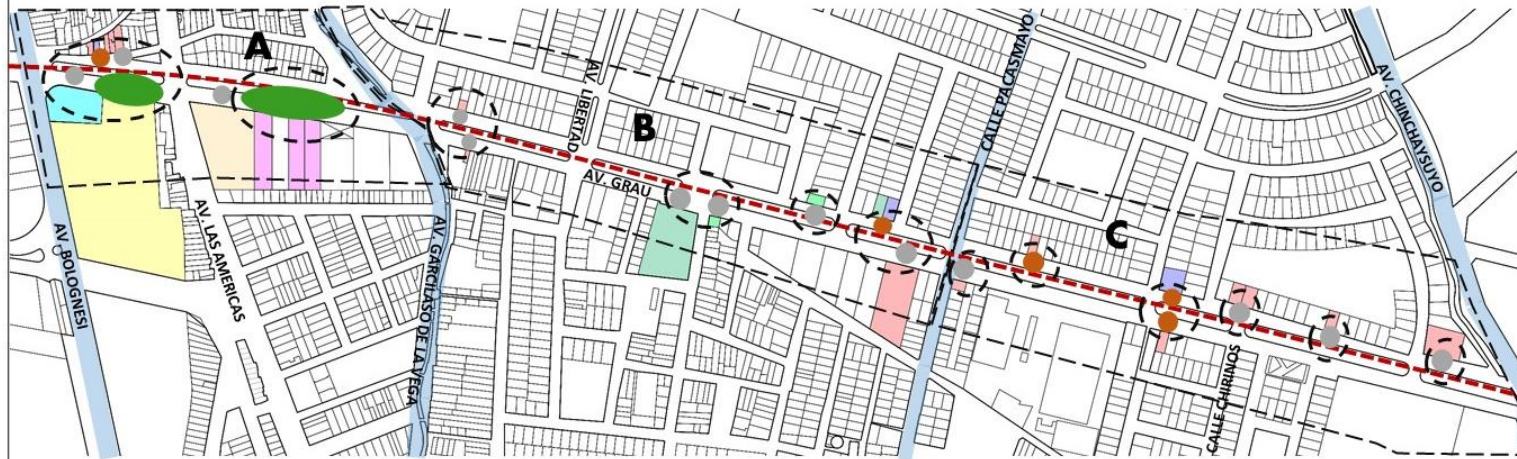 A
AV. LIBERTAD
B
CALLE PACASMAYO
AV. CHINCHAYSUYO
AV. GRAU
AV. BOLOGNESI
AV. LAS AMERICAS
AV. GARCILASO DE LA VEGA
C
CALLE CHIRINOS